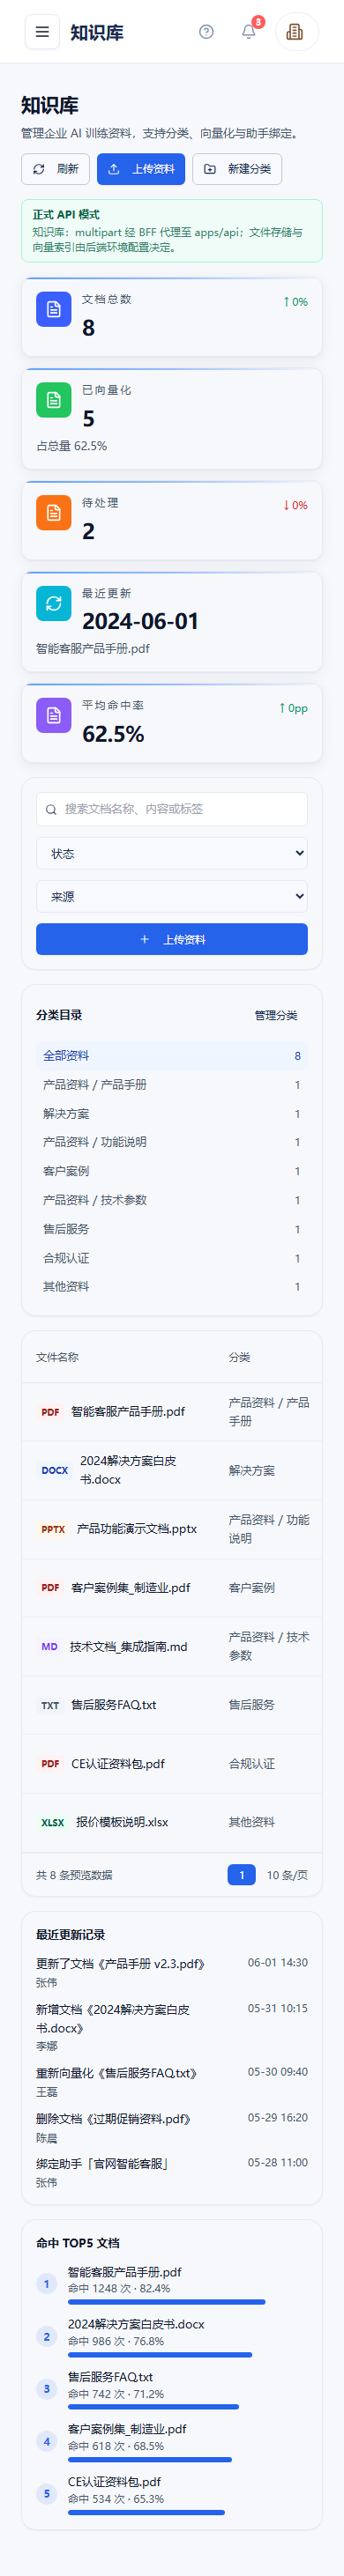 知识库
3
知识库
管理企业 AI 训练资料，支持分类、向量化与助手绑定。
刷新
上传资料
新建分类
正式 API 模式
知识库：multipart 经 BFF 代理至 apps/api；文件存储与
向量索引由后端环境配置决定。
文档总数
↑ 0%
8
已向量化
5
占总量 62.5%
待处理
↓ 0%
2
最近更新
2024-06-01
智能客服产品手册.pdf
平均命中率
↑ 0pp
62.5%
搜索文档名称、内容或标签
状态
来源
上传资料
分类目录
管理分类
全部资料 8
产品资料 / 产品手册 1
解决方案 1
产品资料 / 功能说明 1
客户案例 1
产品资料 / 技术参数 1
售后服务 1
合规认证 1
其他资料 1
文件名称 分类
PDF 智能客服产品手册.pdf 产品资料 / 产品
手册
DOCX 2024解决方案白皮
书.docx 解决方案
PPTX 产品功能演示文档.pptx 产品资料 / 功能
说明
PDF 客户案例集_制造业.pdf 客户案例
MD 技术文档_集成指南.md 产品资料 / 技术
参数
TXT 售后服务FAQ.txt 售后服务
PDF CE认证资料包.pdf 合规认证
XLSX 报价模板说明.xlsx 其他资料
共 8 条预览数据 1 10 条/页
最近更新记录
更新了文档《产品手册 v2.3.pdf》 06-01 14:30
张伟
新增文档《2024解决方案白皮 05-31 10:15
书.docx》
李娜
重新向量化《售后服务FAQ.txt》 05-30 09:40
王磊
删除文档《过期促销资料.pdf》 05-29 16:20
陈晨
绑定助手「官网智能客服」 05-28 11:00
张伟
命中 TOP5 文档
1 智能客服产品手册.pdf
命中 1248 次 · 82.4%
2 2024解决方案白皮书.docx
命中 986 次 · 76.8%
3 售后服务FAQ.txt
命中 742 次 · 71.2%
4 客户案例集_制造业.pdf
命中 618 次 · 68.5%
5 CE认证资料包.pdf
命中 534 次 · 65.3%